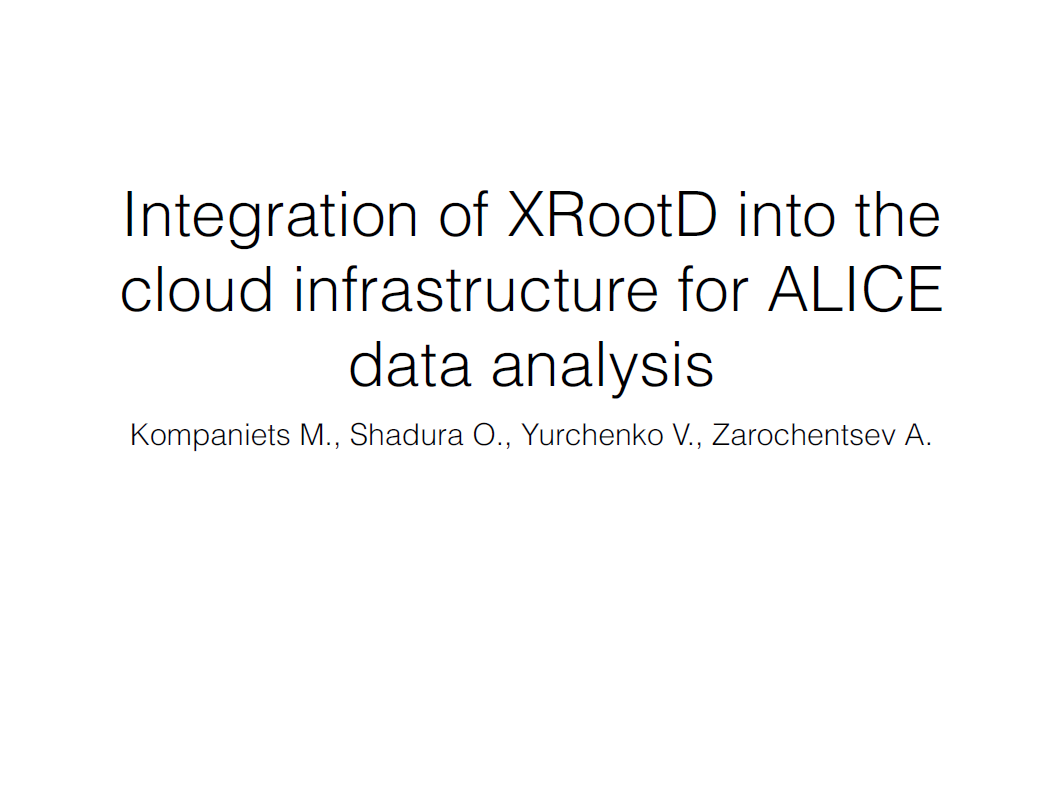 Integration of XRootD into the
cloud infrastructure for ALICE
data analysis
Kompaniets M., Shadura O., Yurchenko V., Zarochentsev A.